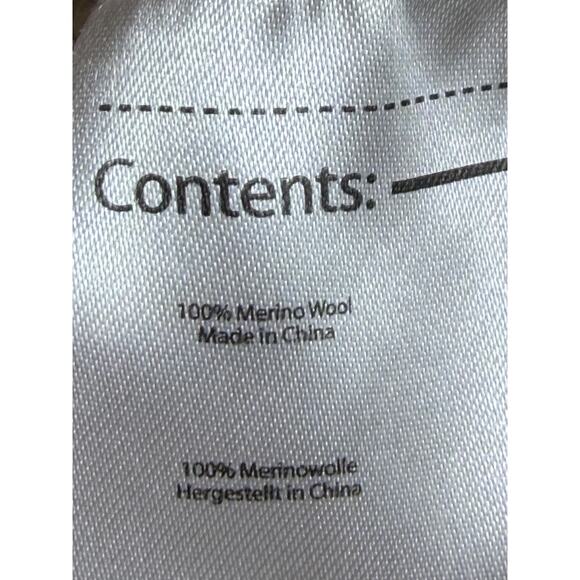 Contents:
100% Merino Wool
Made in China
100% Merinowolle
Hergestellt in China